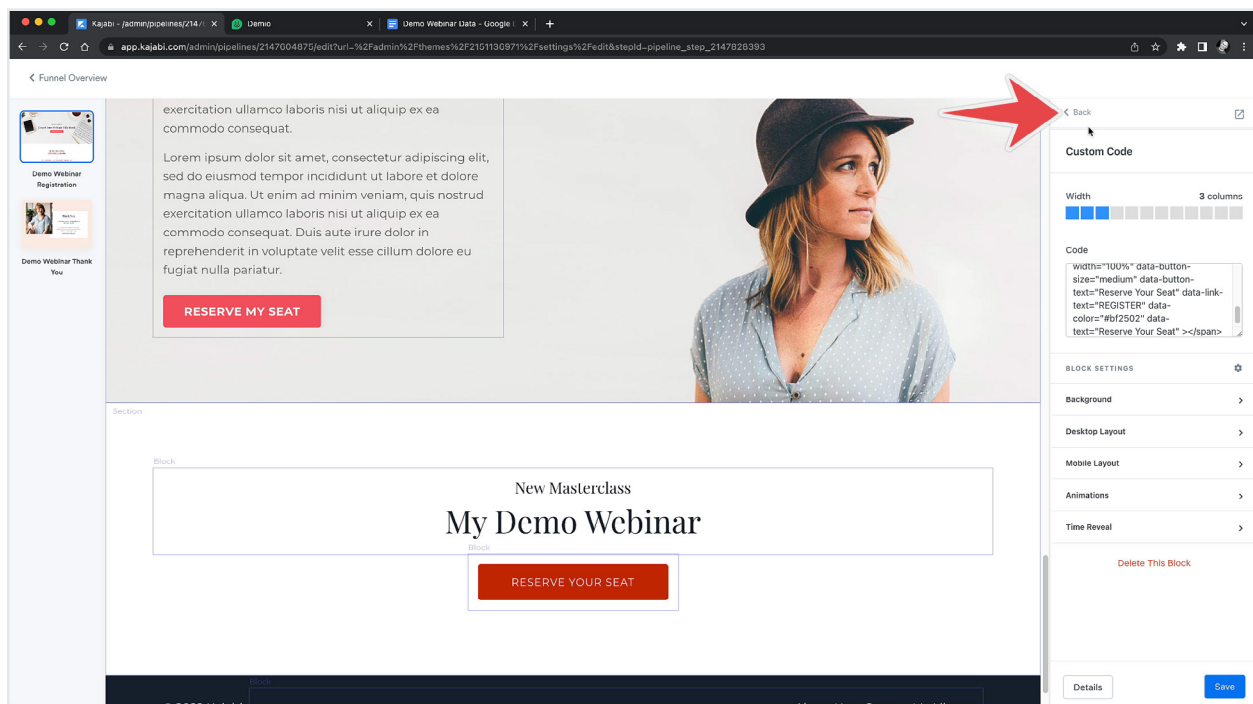 Kajabi - /admin/pipelines/2147
Demio
Demo Webinar Data - Google
app.kajabi.com/admin/pipelines/2147004875/edit?url=%2Fadmin%2Fthemes%2F2151130971%2Fsettings%2Fedit&stepId=pipeline_step_2147828393
Funnel Overview
Demo Webinar
Registration
Thank You
Demo Webinar Thank
You
exercitation ullamco laboris nisi ut aliquip ex ea
commodo consequat.
Lorem ipsum dolor sit amet, consectetur adipiscing elit,
sed do eiusmod tempor incididunt ut labore et dolore
magna aliqua. Ut enim ad minim veniam, quis nostrud
exercitation ullamco laboris nisi ut aliquip ex ea
commodo consequat. Duis aute irure dolor in
reprehenderit in voluptate velit esse cillum dolore eu
fugiat nulla pariatur.
RESERVE MY SEAT
Section
Block
New Masterclass
My Demo Webinar
Block
RESERVE YOUR SEAT
Block
Back
Custom Code
Width 3 columns
Code
width="100%" data-button-
size="medium" data-button-
text="Reserve Your Seat" data-link-
text="REGISTER" data-
color="#bf2502" data-
text="Reserve Your Seat" ></span>
BLOCK SETTINGS
Background
Desktop Layout
Mobile Layout
Animations
Time Reveal
Delete This Block
Details
Save